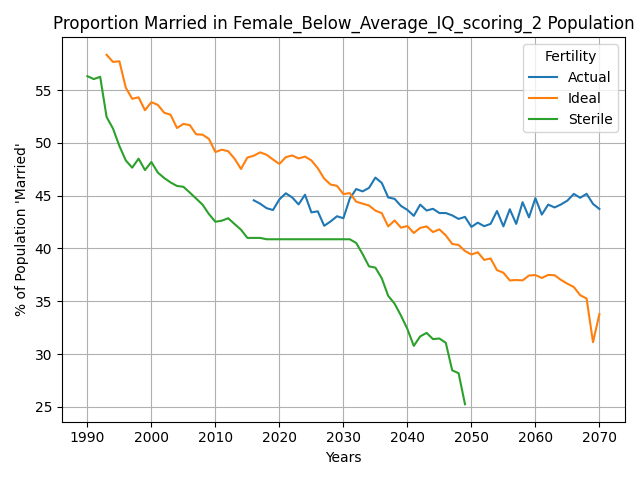 Proportion Married in Female_Below_Average_IQ_scoring_2 Population
% of Population 'Married'
55
50
45
40
35
30
25
Fertility
Actual
Ideal
Sterile
1990 2000 2010 2020 2030 2040 2050 2060 2070
Years